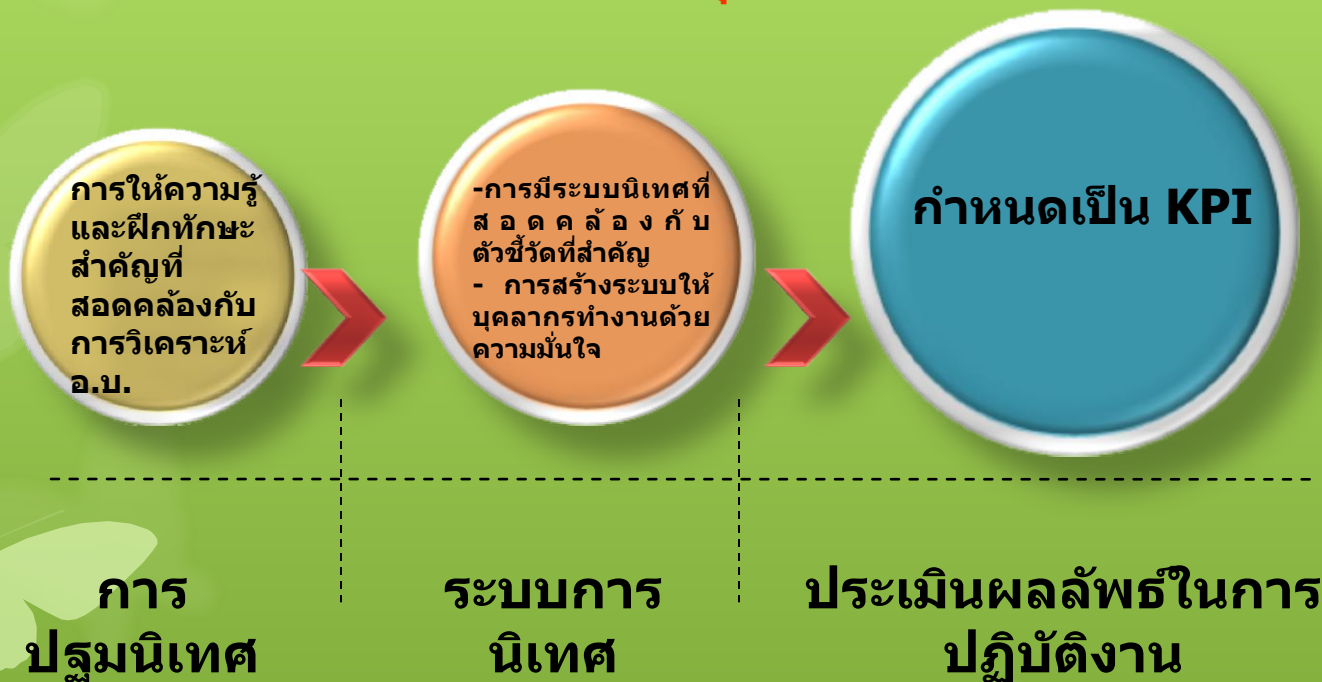 การให้ความรู้
และฝึกทักษะ
สำคัญที่
สอดคล้องกับ
การวิเคราะห์
อ.บ.
-การมีระบบนิเทศที่
ส อ ด ค ล้ อ ง กั บ
ตัวชี้วัดที่สำคัญ
- การสร้างระบบให้
บุคลากรทำงานด้วย
ความมั่นใจ
กำหนดเป็น KPI
การ
ปฐมนิเทศ
ระบบการ
นิเทศ
ประเมินผลลัพธ์ในการ
ปฏิบัติงาน